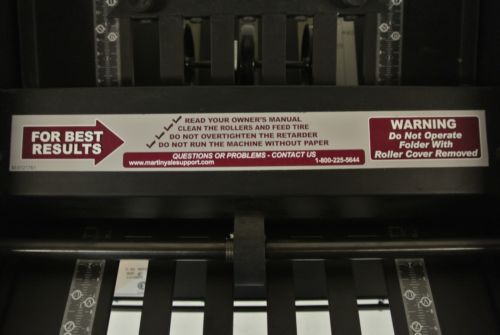 FOR BEST
RESULTS
READ YOUR OWNER'S MANUAL
CLEAN THE ROLLERS AND FEED TIRE
DO NOT OVERTIGHTEN THE RETARDER
DO NOT RUN THE MACHINE WITHOUT PAPER
QUESTIONS OR PROBLEMS - CONTACT US
www.martinyalesupport.com 1-800-225-5644
WARNING
Do Not Operate
Folder With
Roller Cover Removed